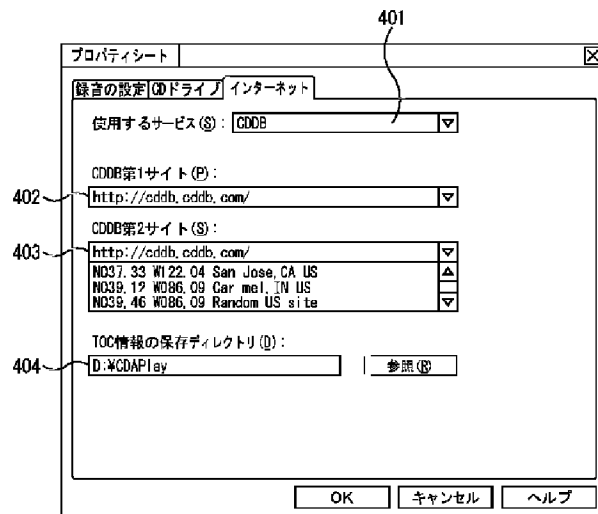 401
プロパティシート
録音の設定 CDドライブ インターネット
使用するサービス(S): CDDB
CDDB第1サイト(P):
402 http://cddb.cddb.com/
CDDB第2サイト(S):
403 http://cddb.cddb.com/
N037.33 W122.04 San Jose,CA US
N039.12 W086.09 Car mel,IN US
N039.46 W086.09 Random US site
TOC情報の保存ディレクトリ(D):
404 D:¥CDAPlay 参照(R)
OK キャンセル ヘルプ